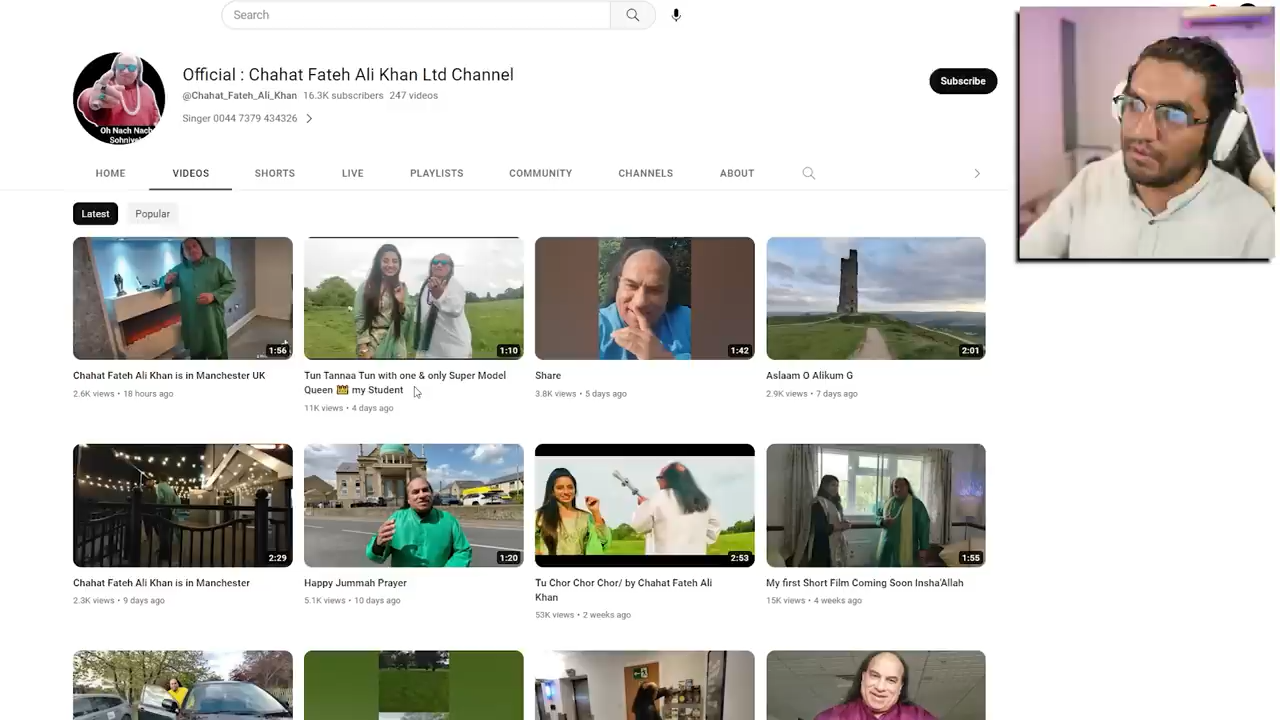 Search
Official : Chahat Fateh Ali Khan Ltd Channel
@Chahat_Fateh_Ali_Khan 16.3K subscribers 247 videos
Subscribe
Oh Nach Nach
Sohniye
Singer 0044 7379 434326
HOME VIDEOS SHORTS LIVE PLAYLISTS COMMUNITY CHANNELS ABOUT
Latest Popular
1:56 1:10 1:42 2:01
Chahat Fateh Ali Khan is in Manchester UK
2.6K views • 18 hours ago
Tun Tannaa Tun with one & only Super Model
Queen 👑 my Student
11K views • 4 days ago
Share
3.8K views • 5 days ago
Aslaam O Alikum G
2.9K views • 7 days ago
2:29 1:20 2:53 1:55
Chahat Fateh Ali Khan is in Manchester
2.3K views • 9 days ago
Happy Jummah Prayer
5.1K views • 10 days ago
Tu Chor Chor Chor/ by Chahat Fateh Ali
Khan
53K views • 2 weeks ago
My first Short Film Coming Soon Insha'Allah
15K views • 4 weeks ago